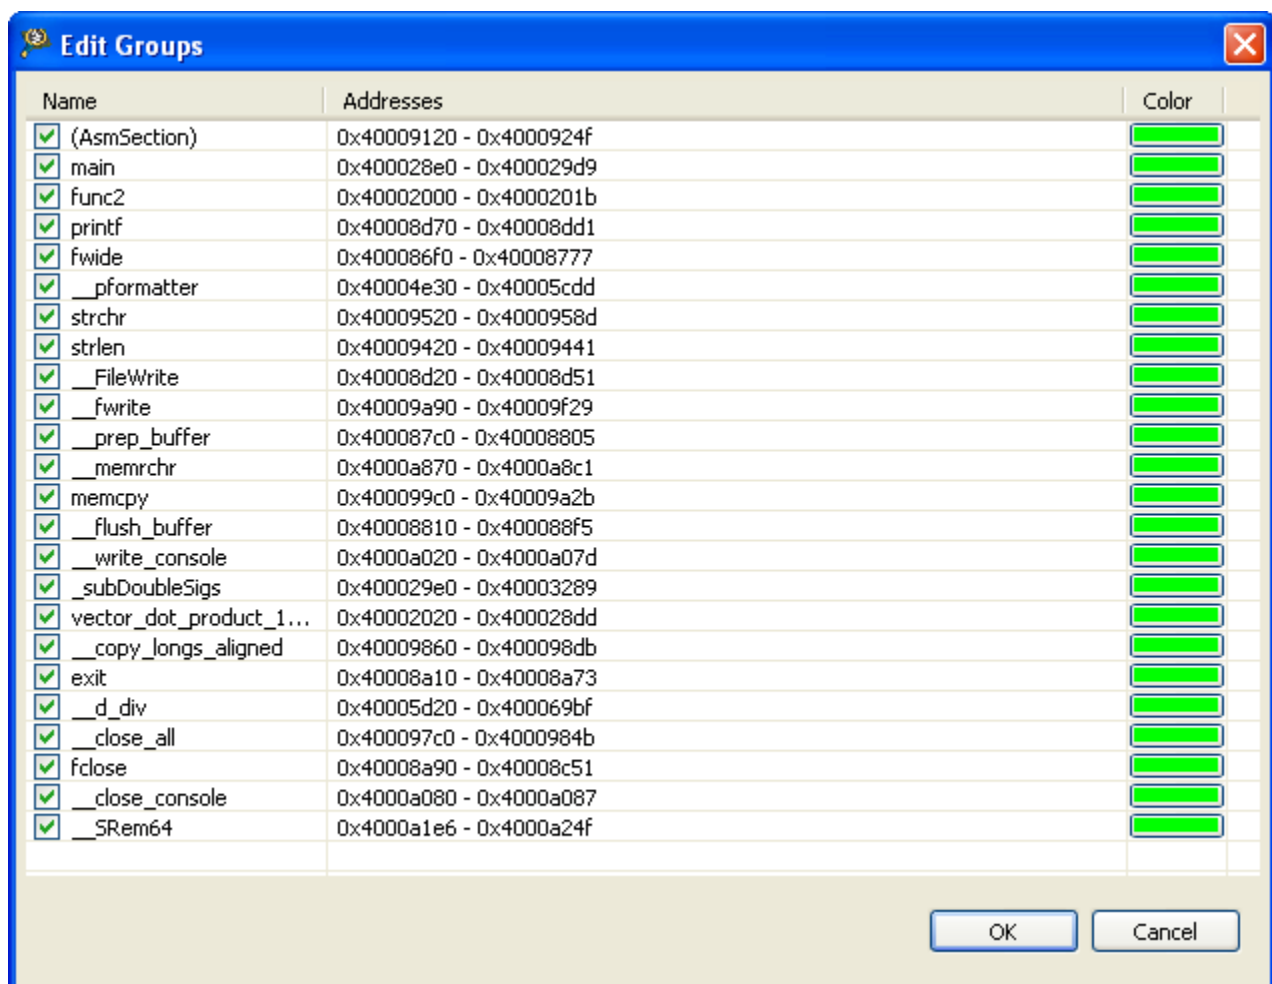 Edit Groups
Name Addresses Color
(AsmSection) 0x40009120 - 0x4000924f
main 0x400028e0 - 0x400029d9
func2 0x40002000 - 0x4000201b
printf 0x40008d70 - 0x40008dd1
fwide 0x400086f0 - 0x40008777
__pformatter 0x40004e30 - 0x40005cdd
strchr 0x40009520 - 0x4000958d
strlen 0x40009420 - 0x40009441
__FileWrite 0x40008d20 - 0x40008d51
__fwrite 0x40009a90 - 0x40009f29
__prep_buffer 0x400087c0 - 0x40008805
__memrchr 0x4000a870 - 0x4000a8c1
memcpy 0x400099c0 - 0x40009a2b
__flush_buffer 0x40008810 - 0x400088f5
__write_console 0x4000a020 - 0x4000a07d
_subDoubleSigs 0x400029e0 - 0x40003289
vector_dot_product_1... 0x40002020 - 0x400028dd
__copy_longs_aligned 0x40009860 - 0x400098db
exit 0x40008a10 - 0x40008a73
__d_div 0x40005d20 - 0x400069bf
__close_all 0x400097c0 - 0x4000984b
fclose 0x40008a90 - 0x40008c51
__close_console 0x4000a080 - 0x4000a087
__SRem64 0x4000a1e6 - 0x4000a24f
OK Cancel